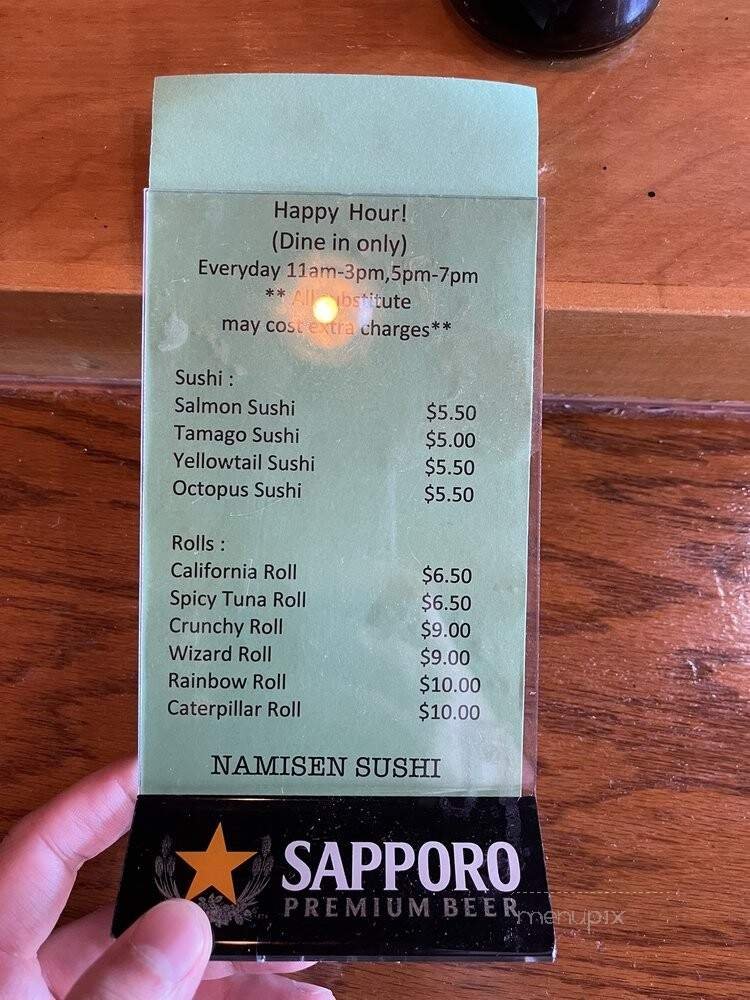 Happy Hour!
(Dine in only)
Everyday 11am-3pm,5pm-7pm
** All substitute
may cost extra charges**
Sushi :
Salmon Sushi $5.50
Tamago Sushi $5.00
Yellowtail Sushi $5.50
Octopus Sushi $5.50
Rolls :
California Roll $6.50
Spicy Tuna Roll $6.50
Crunchy Roll $9.00
Wizard Roll $9.00
Rainbow Roll $10.00
Caterpillar Roll $10.00
NAMISEN SUSHI
SAPPORO
PREMIUM BEER
menupix